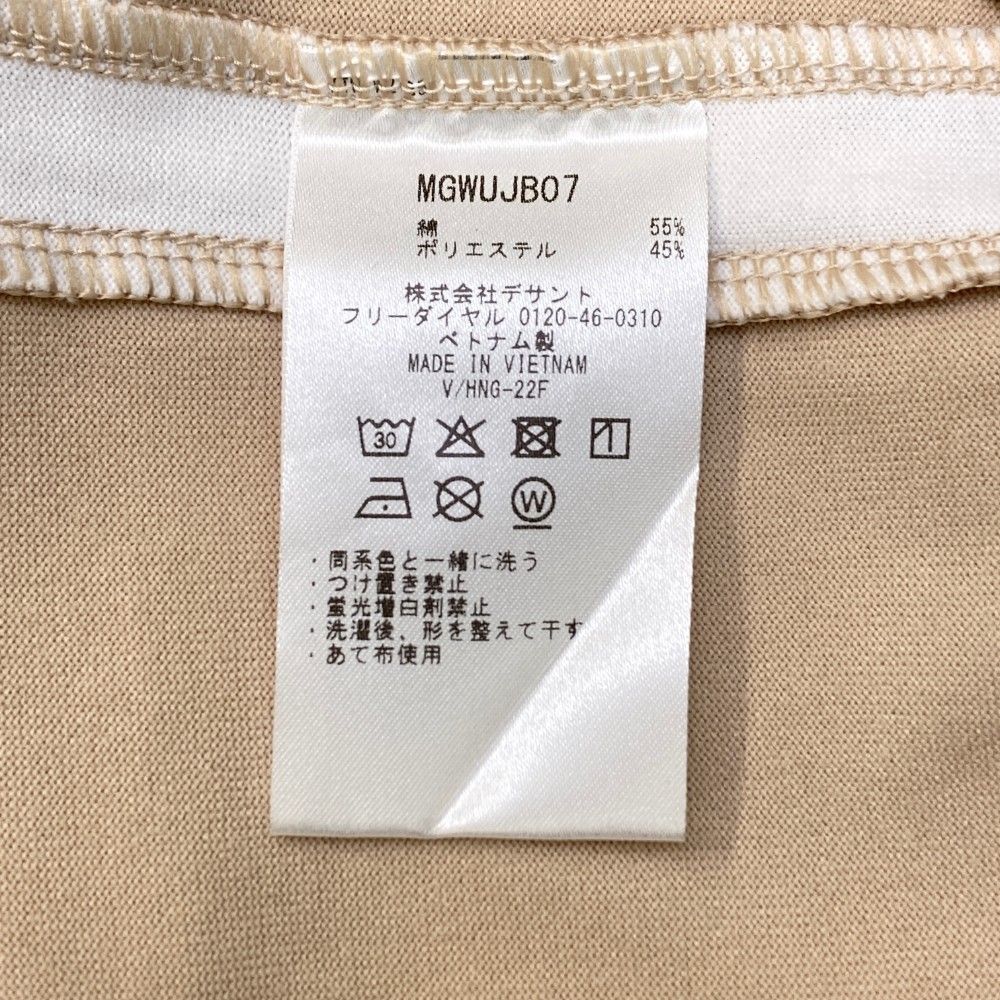 MGWUJB07
綿 55%
ポリエステル 45%
株式会社デサント
フリーダイヤル 0120-46-0310
ベトナム製
MADE IN VIETNAM
V/HNG-22F
30
W
・同系色と一緒に洗う
・つけ置き禁止
・蛍光増白剤禁止
・洗濯後、形を整えて干す
・あて布使用